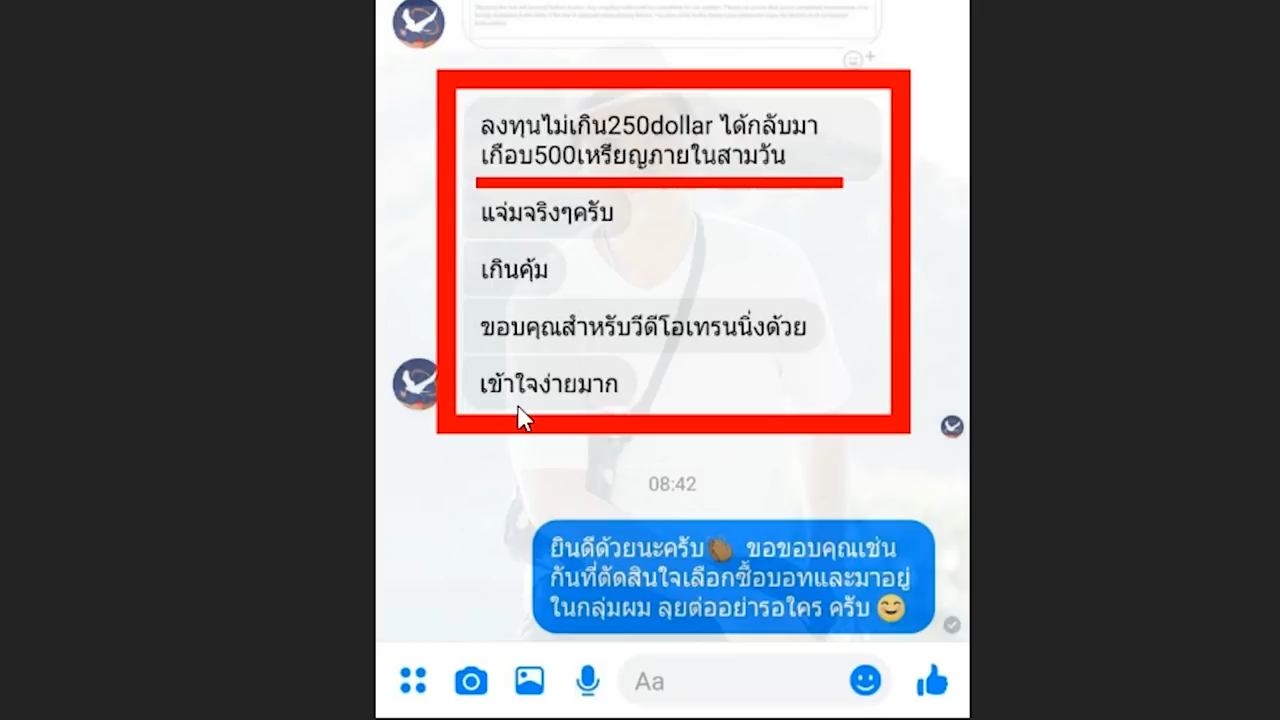 ลงทุนไม่เกิน250dollar ได้กลับมา
เกือบ500เหรียญภายในสามวัน
แจ่มจริงๆครับ
เกินคุ้ม
ขอบคุณสำหรับวีดีโอเทรนนิ่งด้วย
เข้าใจง่ายมาก
08:42
ยินดีด้วยนะครับ👏🏾 ขอขอบคุณเช่น
กันที่ตัดสินใจเลือกซื้อบอทและมาอยู่
ในกลุ่มผม ลุยต่ออย่ารอใคร ครับ😊
Aa